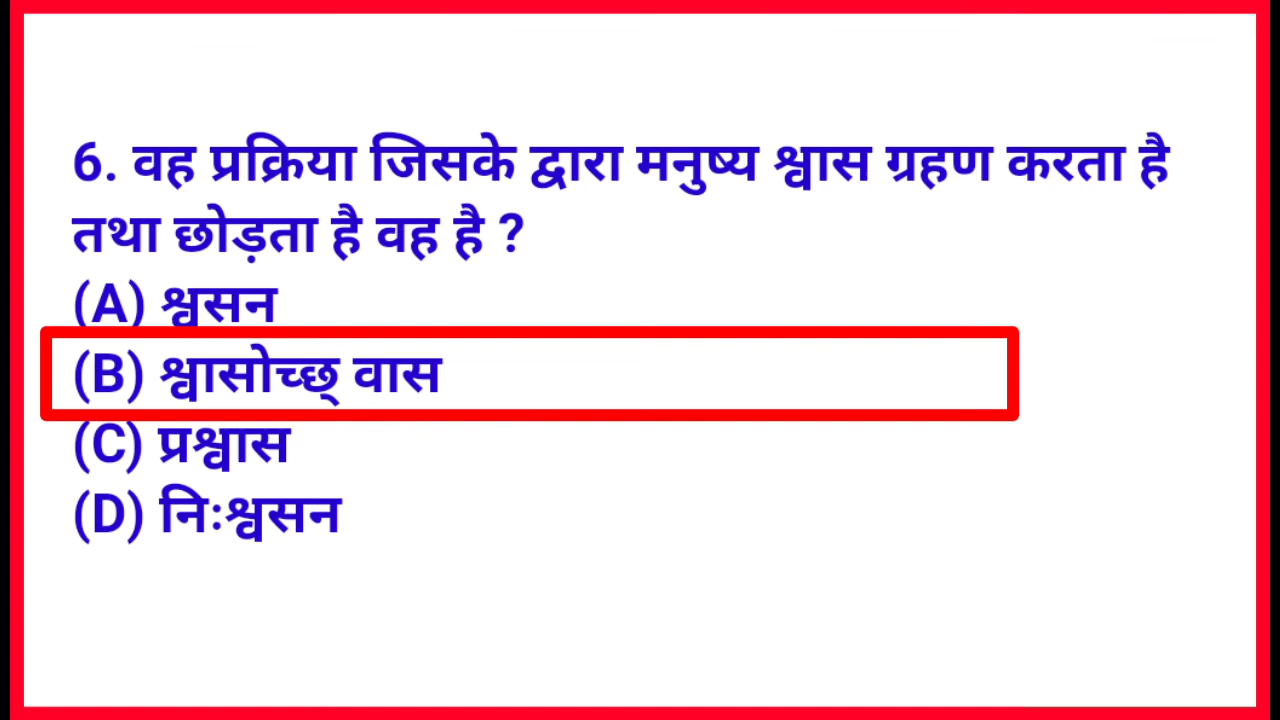 6. वह प्रक्रिया जिसके द्वारा मनुष्य श्वास ग्रहण करता है
तथा छोड़ता है वह है ?
(A) श्वसन
(B) श्वासोच्छ् वास
(C) प्रश्वास
(D) निःश्वसन